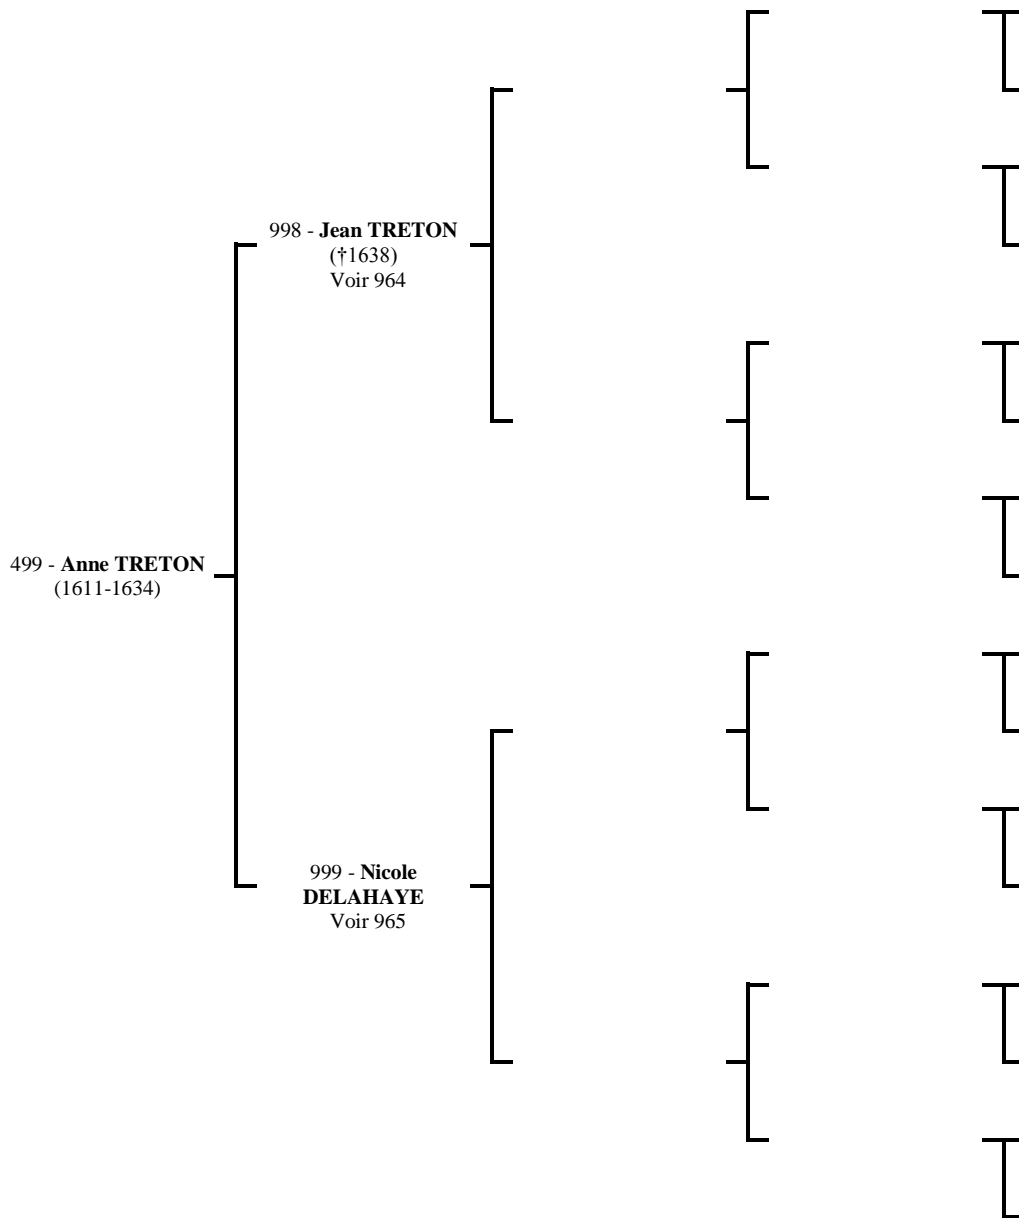 998 - Jean TRETON
(†1638)
Voir 964
499 - Anne TRETON
(1611-1634)
999 - Nicole
DELAHAYE
Voir 965